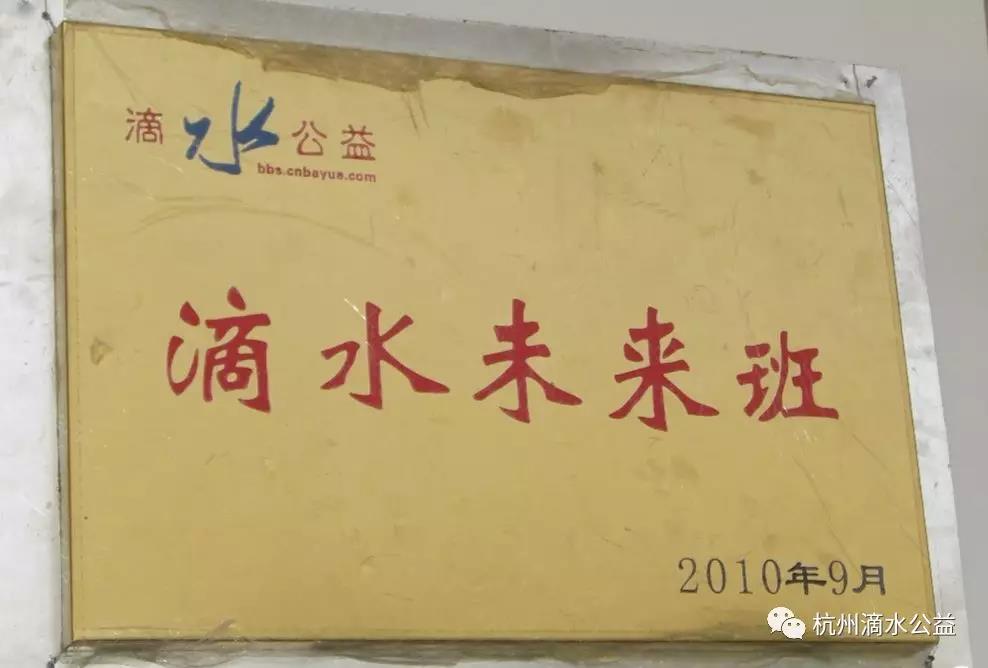 滴水公益
bbs.cnbayue.com
滴水未来班
2010年9月
杭州滴水公益